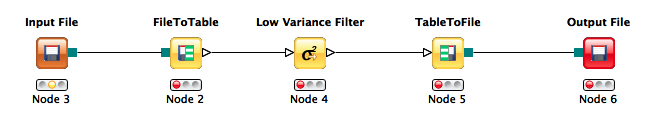 Input File
FileToTable
Low Variance Filter
TableToFile
Output File
σ²
Node 3
Node 2
Node 4
Node 5
Node 6